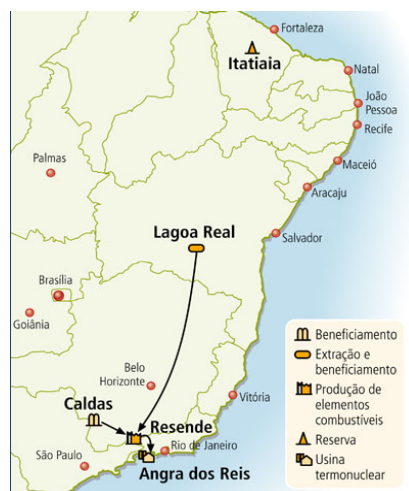 Fortaleza
Itatiaia
Natal
João
Pessoa
Recife
Palmas
Maceió
Aracaju
Lagoa Real
Salvador
Brasília
Goiânia
Belo
Horizonte
Vitória
Caldas
Resende
Rio de Janeiro
São Paulo
Angra dos Reis
Beneficiamento
Extração e
beneficiamento
Produção de
elementos
combustíveis
Reserva
Usina
termonuclear